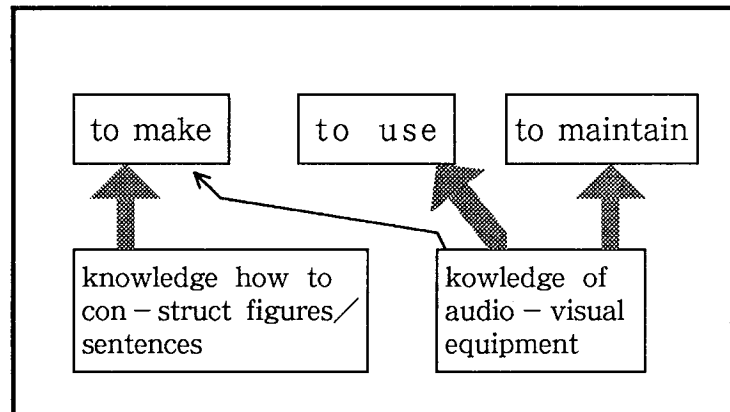 to make
to use
to maintain
knowledge how to
con－struct figures／
sentences
kowledge of
audio－visual
equipment